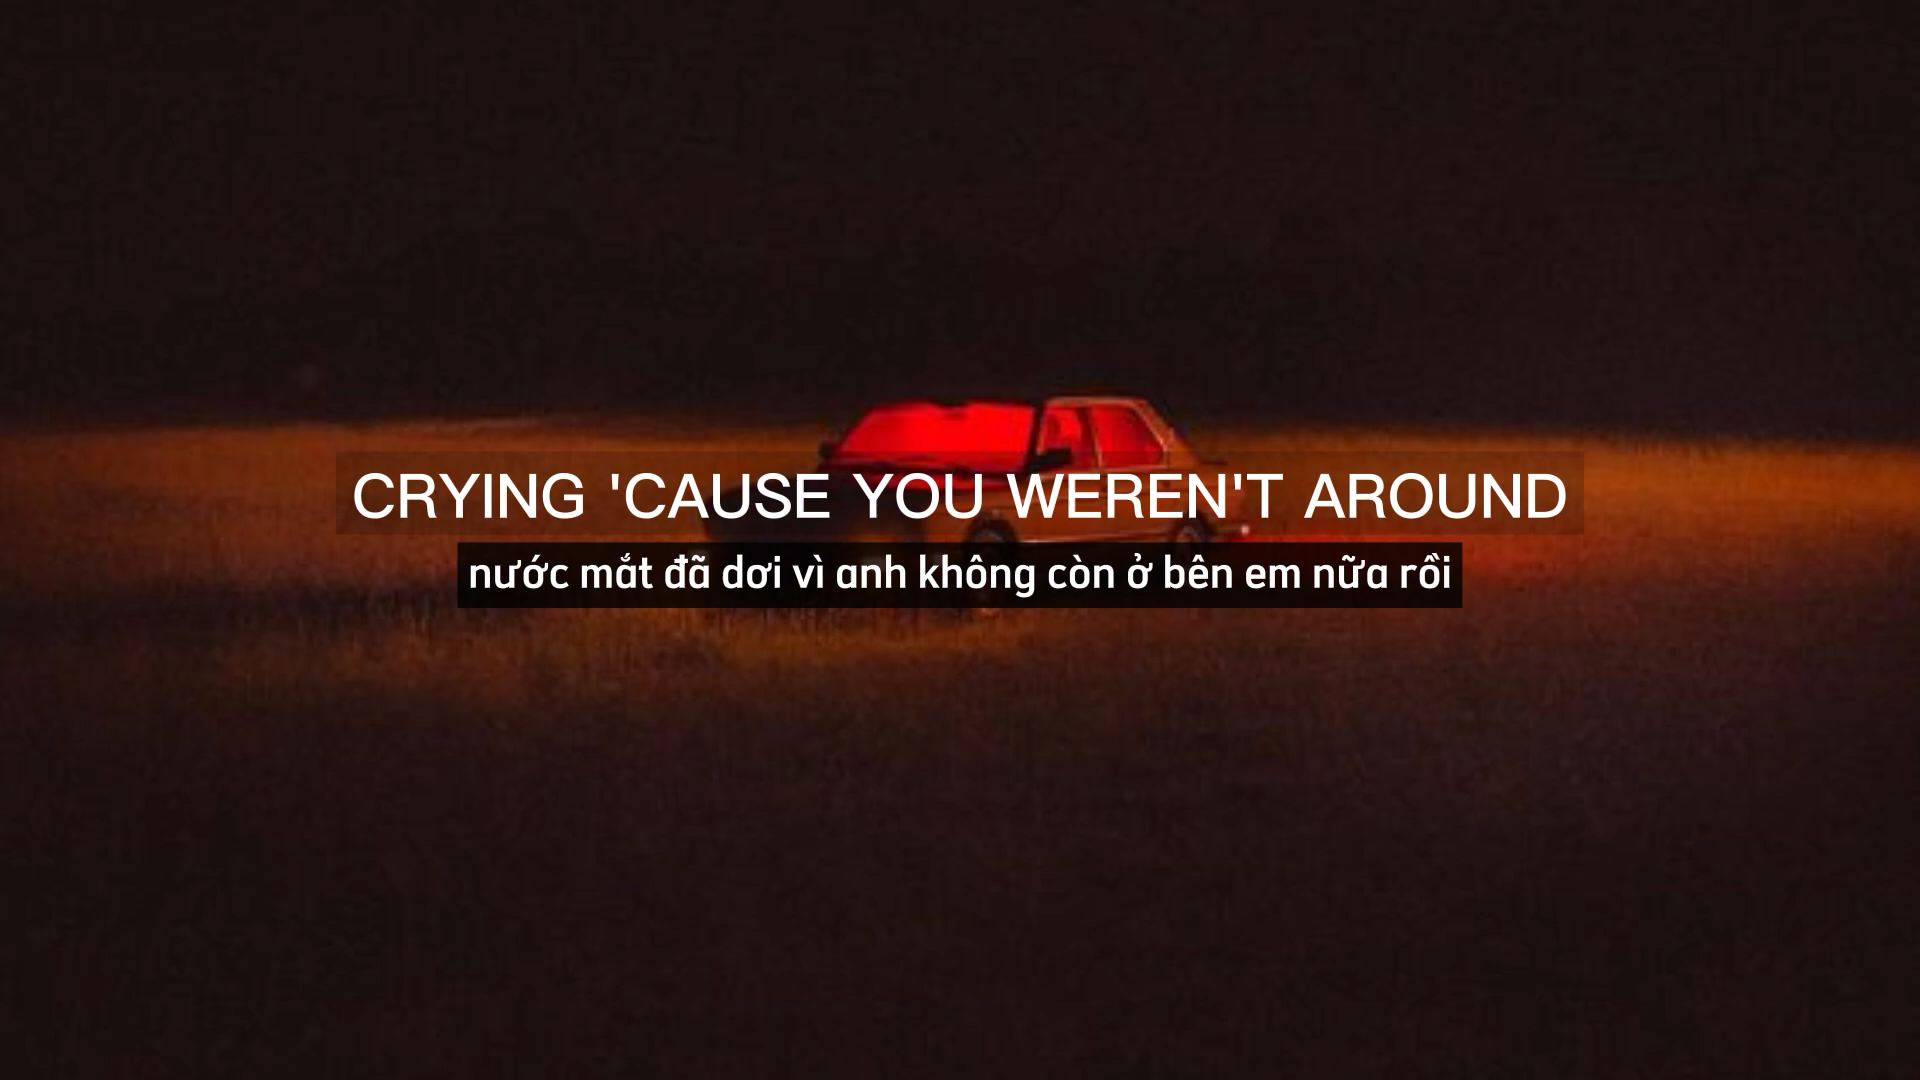 CRYING 'CAUSE YOU WEREN'T AROUND
nước mắt đã dơi vì anh không còn ở bên em nữa rồi